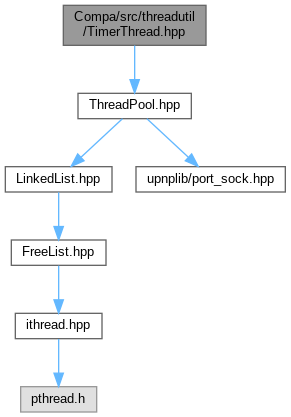 Compa/src/threadutil
/TimerThread.hpp
ThreadPool.hpp
LinkedList.hpp
upnplib/port_sock.hpp
FreeList.hpp
ithread.hpp
pthread.h